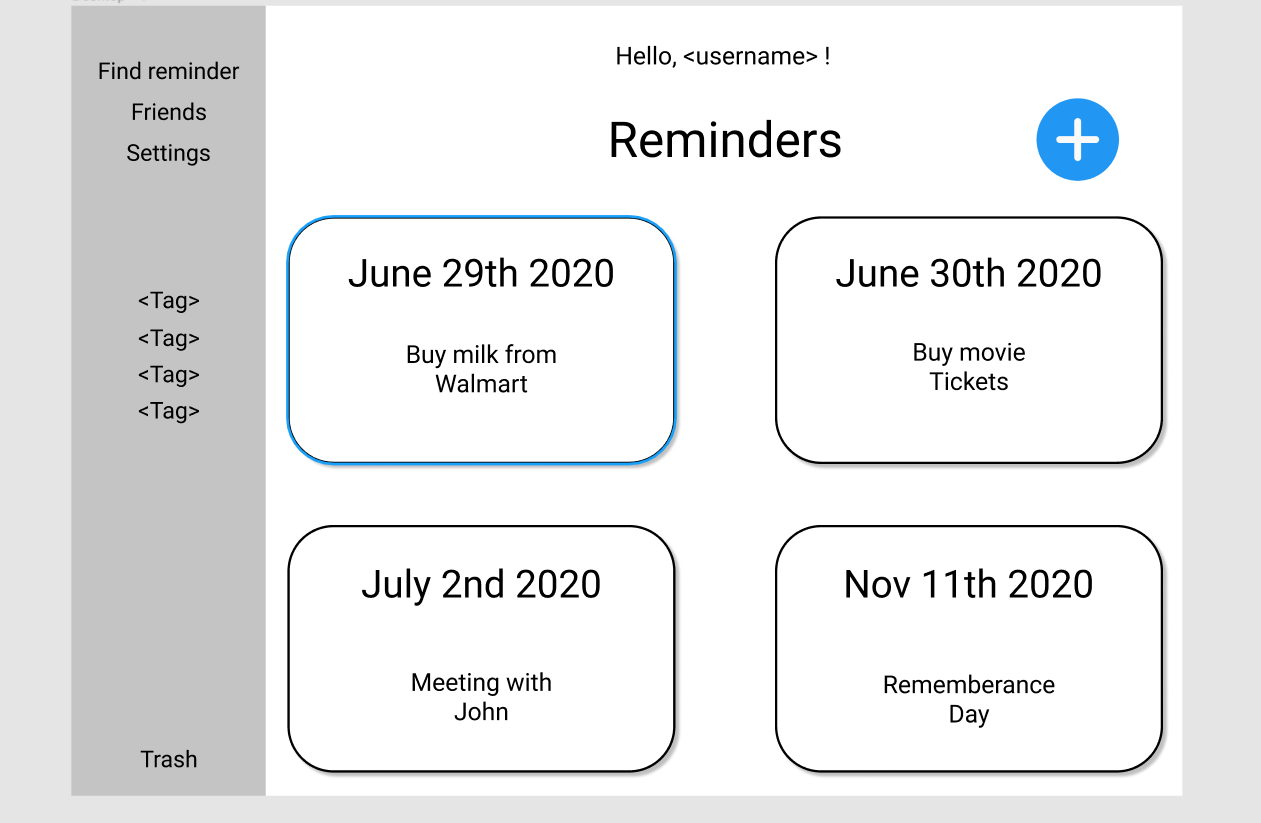 Find reminder
Friends
Settings
<Tag>
<Tag>
<Tag>
<Tag>
Trash
Hello, <username> !
Reminders
June 29th 2020
Buy milk from
Walmart
June 30th 2020
Buy movie
Tickets
July 2nd 2020
Meeting with
John
Nov 11th 2020
Rememberance
Day